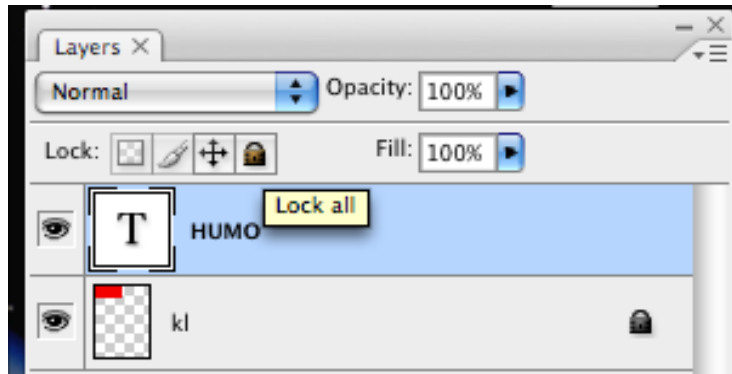 Layers
Normal Opacity: 100%
Lock: Fill: 100%
Lock all
T HUMO
kl